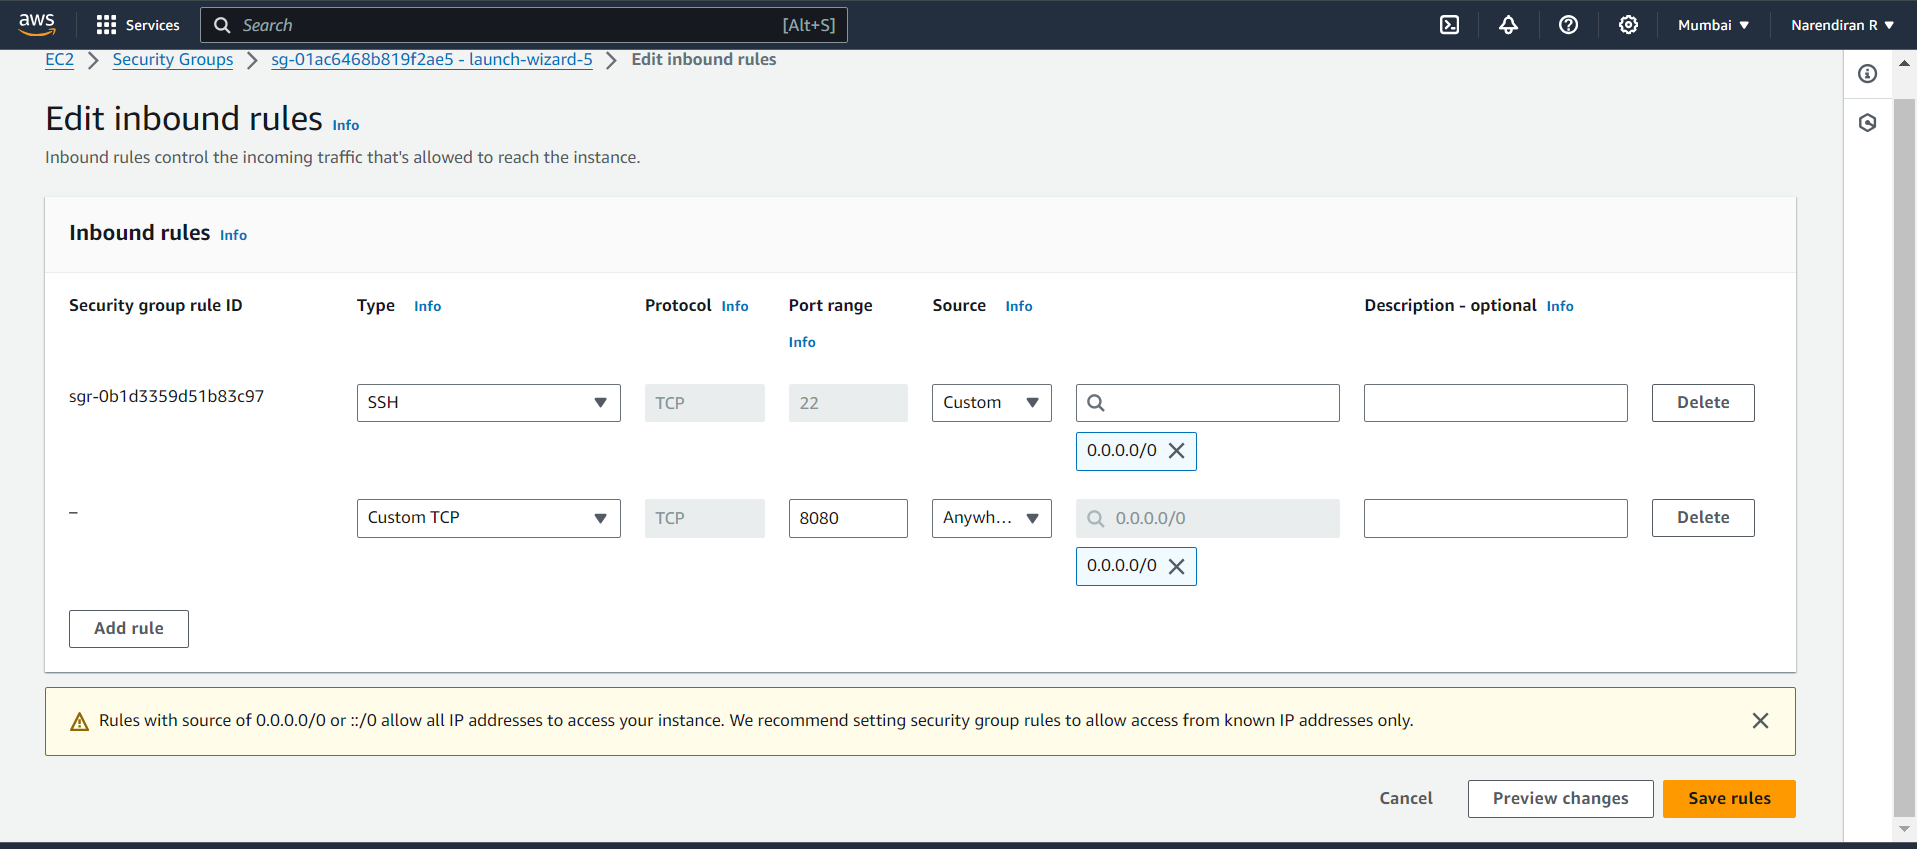 aws Services Search [Alt+S] Mumbai Narendiran R
EC2 Security Groups sg-01ac6468b819f2ae5 - launch-wizard-5 Edit inbound rules
Edit inbound rules Info
Inbound rules control the incoming traffic that's allowed to reach the instance.
Inbound rules Info
Security group rule ID Type Info Protocol Info Port range Source Info Description - optional Info
Info
sgr-0b1d3359d51b83c97 SSH TCP 22 Custom Delete
0.0.0.0/0
– Custom TCP TCP 8080 Anywh... 0.0.0.0/0 Delete
0.0.0.0/0
Add rule
Rules with source of 0.0.0.0/0 or ::/0 allow all IP addresses to access your instance. We recommend setting security group rules to allow access from known IP addresses only.
Cancel Preview changes Save rules